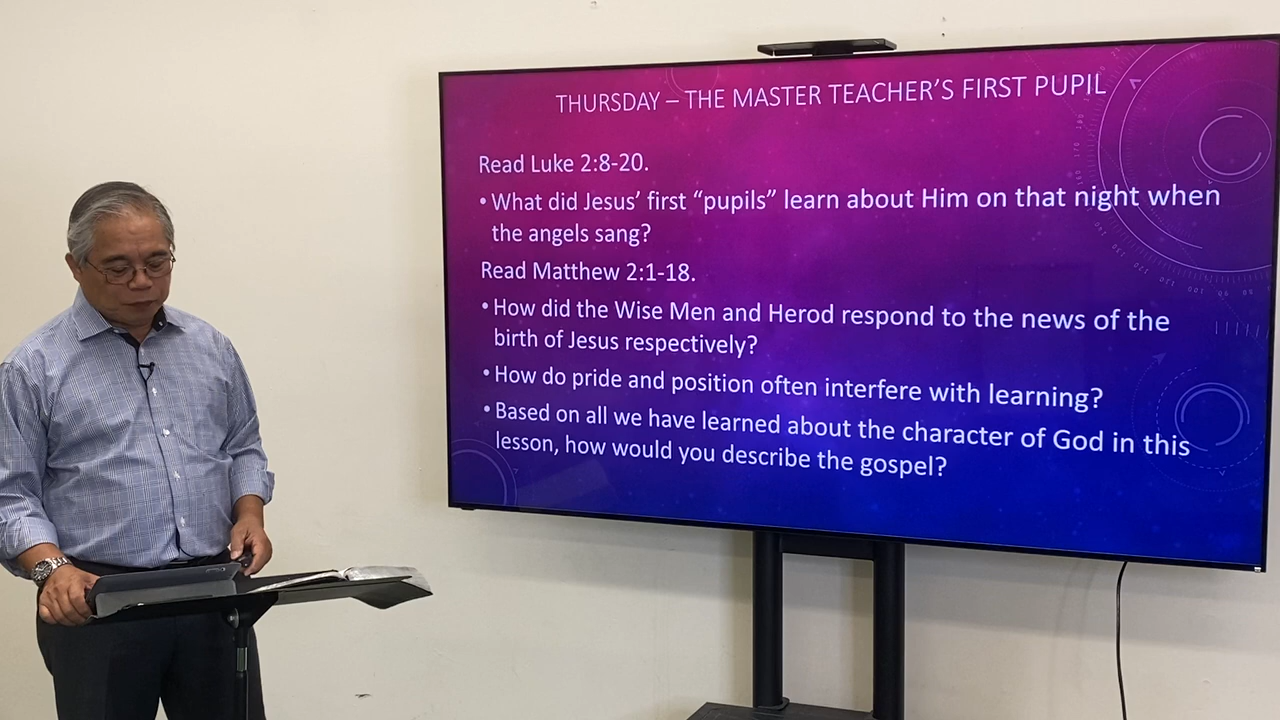 THURSDAY – THE MASTER TEACHER’S FIRST PUPIL
Read Luke 2:8-20.
• What did Jesus’ first “pupils” learn about Him on that night when
the angels sang?
Read Matthew 2:1-18.
• How did the Wise Men and Herod respond to the news of the
birth of Jesus respectively?
• How do pride and position often interfere with learning?
• Based on all we have learned about the character of God in this
lesson, how would you describe the gospel?